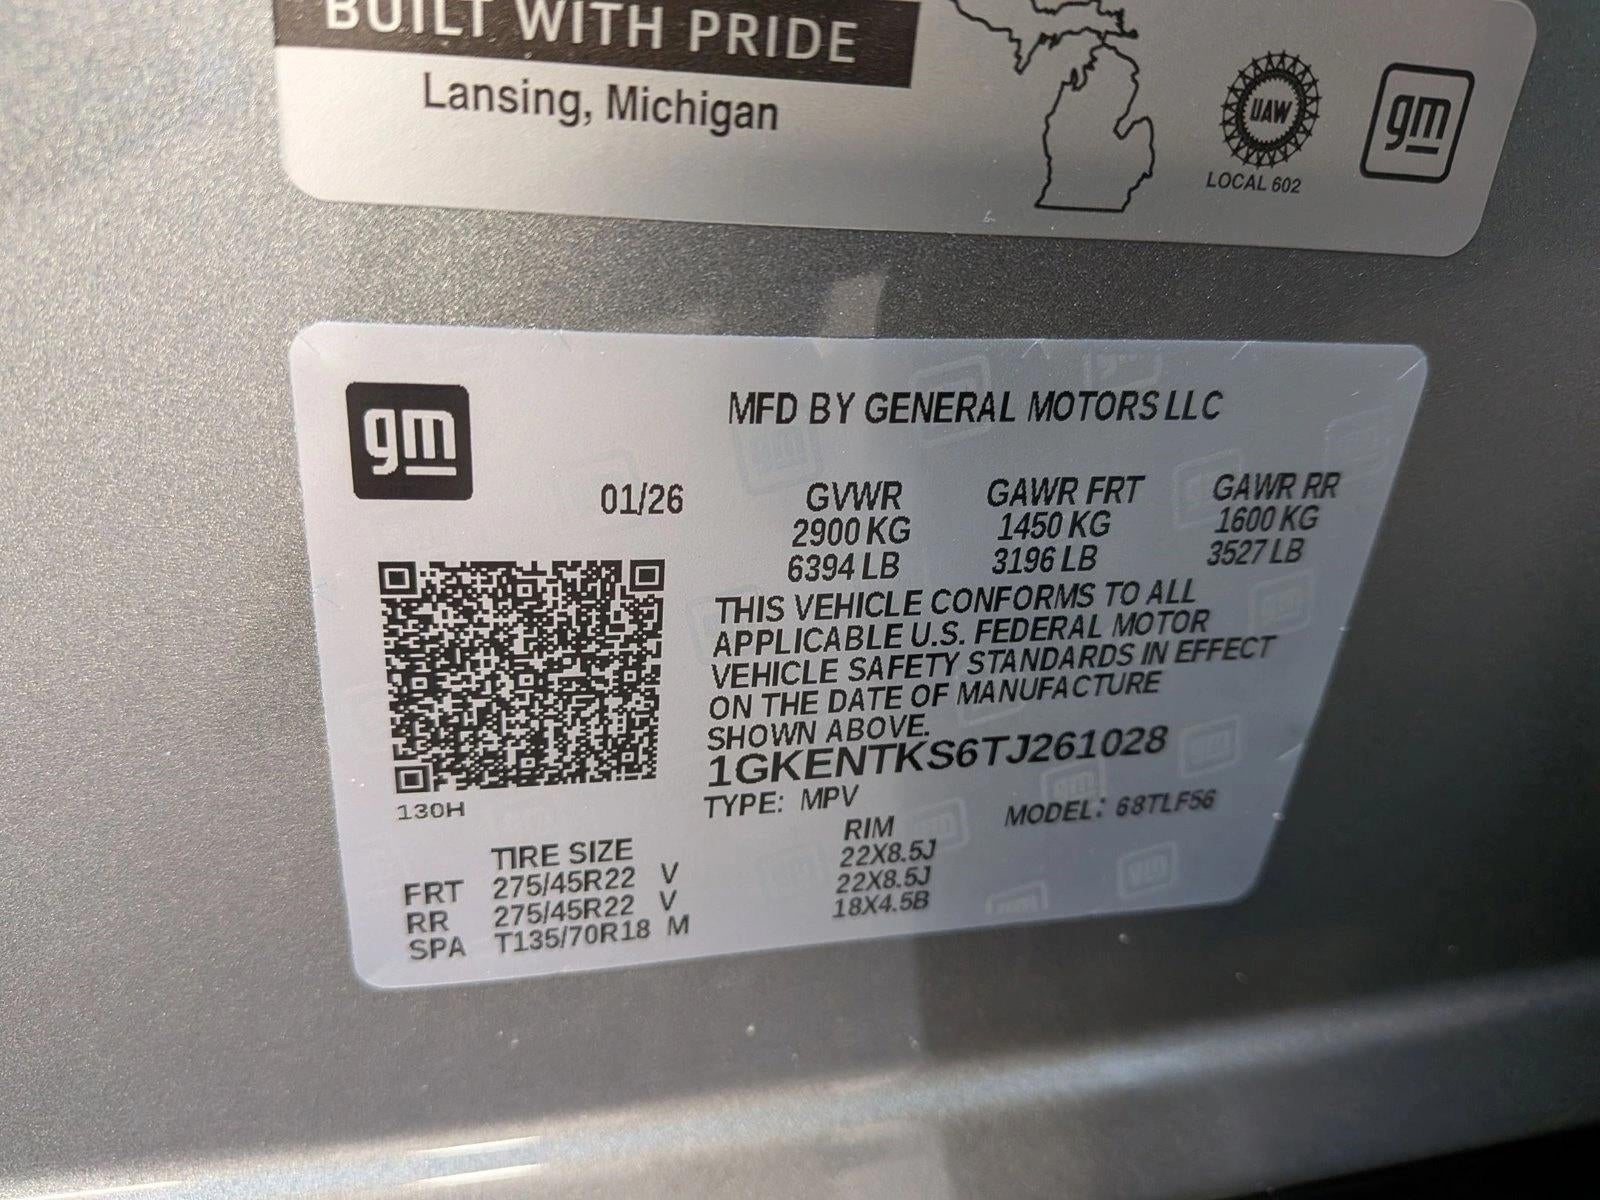 BUILT WITH PRIDE
Lansing, Michigan
UAW
LOCAL 602
gm
gm
MFD BY GENERAL MOTORS LLC
01/26
GVWR GAWR FRT GAWR RR
2900 KG 1450 KG 1600 KG
6394 LB 3196 LB 3527 LB
THIS VEHICLE CONFORMS TO ALL
APPLICABLE U.S. FEDERAL MOTOR
VEHICLE SAFETY STANDARDS IN EFFECT
ON THE DATE OF MANUFACTURE
SHOWN ABOVE.
1GKENTKS6TJ261028
130H
TYPE: MPV MODEL: 68TLF56
TIRE SIZE RIM
FRT 275/45R22 V 22X8.5J
RR 275/45R22 V 22X8.5J
SPA T135/70R18 M 18X4.5B